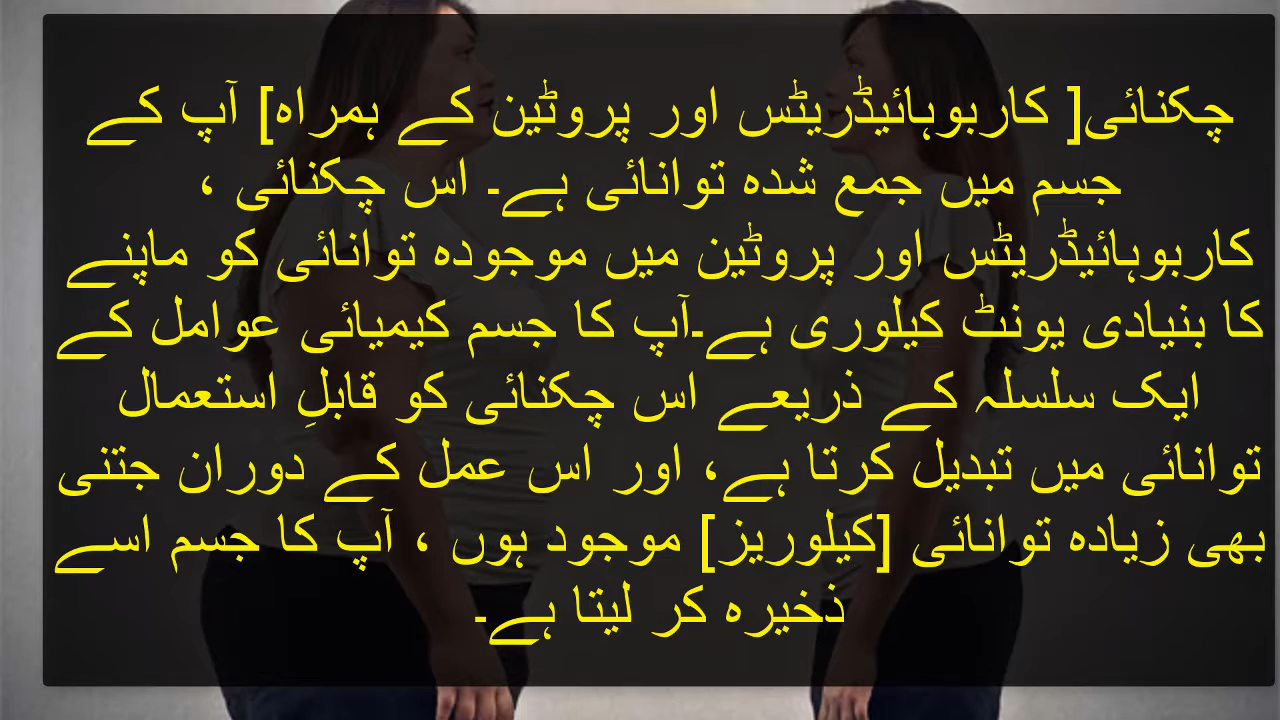 چکنائی[ کاربوہائیڈریٹس اور پروٹین کے ہمراہ] آپ کے
جسم میں جمع شدہ توانائی ہے۔ اس چکنائی ،
کاربوہائیڈریٹس اور پروٹین میں موجودہ توانائی کو ماپنے
کا بنیادی یونٹ کیلوری ہے۔آپ کا جسم کیمیائی عوامل کے
ایک سلسلہ کے ذریعے اس چکنائی کو قابلِ استعمال
توانائی میں تبدیل کرتا ہے، اور اس عمل کے دوران جتنی
بھی زیادہ توانائی [کیلوریز] موجود ہوں ، آپ کا جسم اسے
ذخیرہ کر لیتا ہے۔